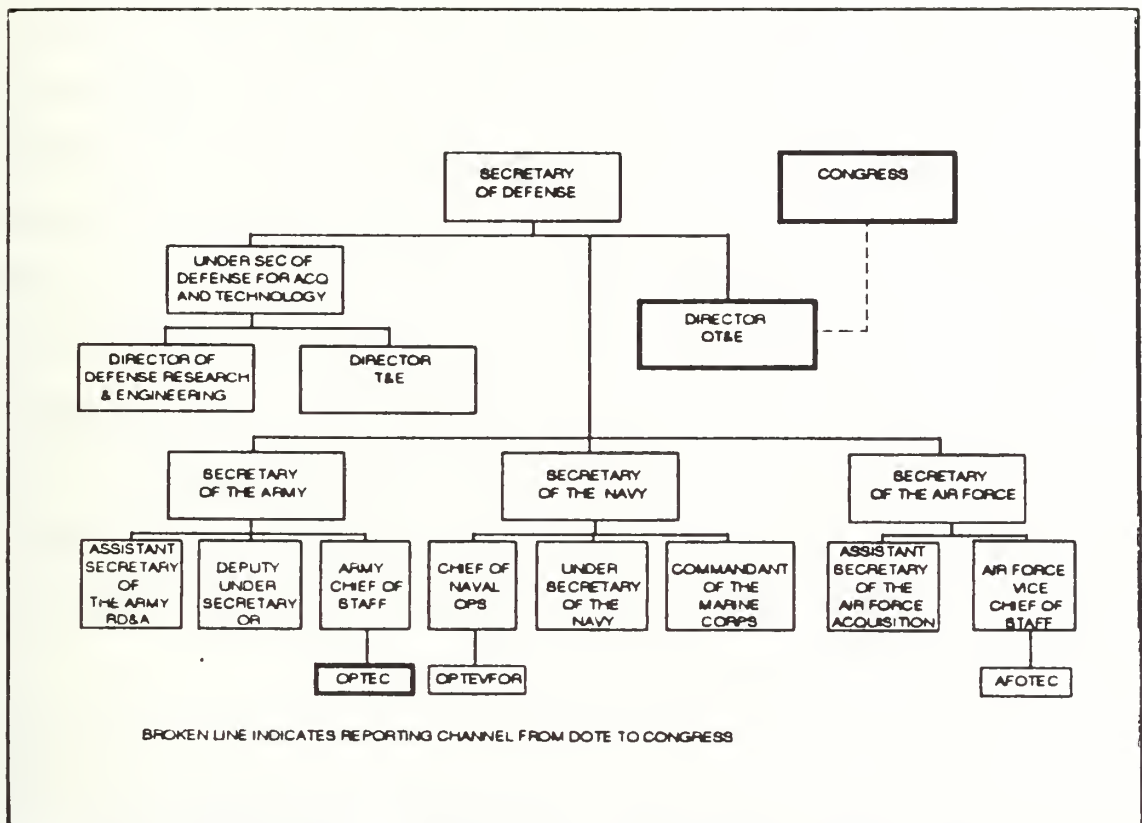 SECRETARY
OF DEFENSE
CONGRESS
UNDER SEC OF
DEFENSE FOR ACQ
AND TECHNOLOGY
DIRECTOR
OT&E
DIRECTOR OF
DEFENSE RESEARCH
& ENGINEERING
DIRECTOR
T&E
SECRETARY
OF THE ARMY
SECRETARY
OF THE NAVY
SECRETARY
OF THE AIR FORCE
ASSISTANT
SECRETARY
OF
THE ARMY
RD&A
DEPUTY
UNDER
SECRETARY
OR
ARMY
CHIEF OF
STAFF
CHIEF OF
NAVAL
OPS
UNDER
SECRETARY
OF THE
NAVY
COMMANDANT
OF THE
MARINE
CORPS
ASSISTANT
SECRETARY
OF THE
AIR FORCE
ACQUISITION
AIR FORCE
VICE
CHIEF OF
STAFF
OPTEC
OPTEVFOR
AFOTEC
BROKEN LINE INDICATES REPORTING CHANNEL FROM DOTE TO CONGRESS